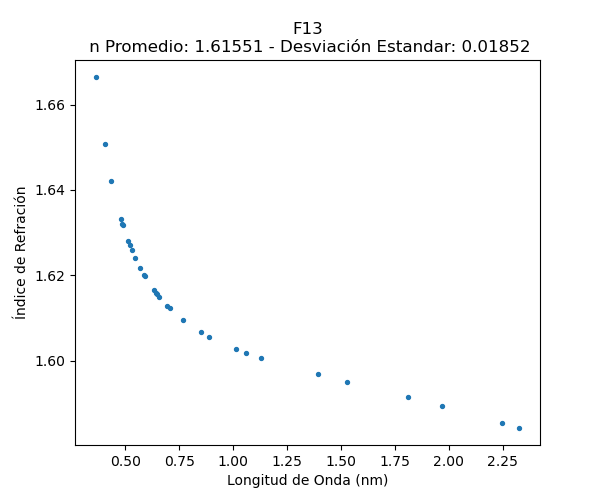 F13
n Promedio: 1.61551 - Desviación Estandar: 0.01852
1.66
1.64
1.62
1.60
Índice de Refración
0.50 0.75 1.00 1.25 1.50 1.75 2.00 2.25
Longitud de Onda (nm)